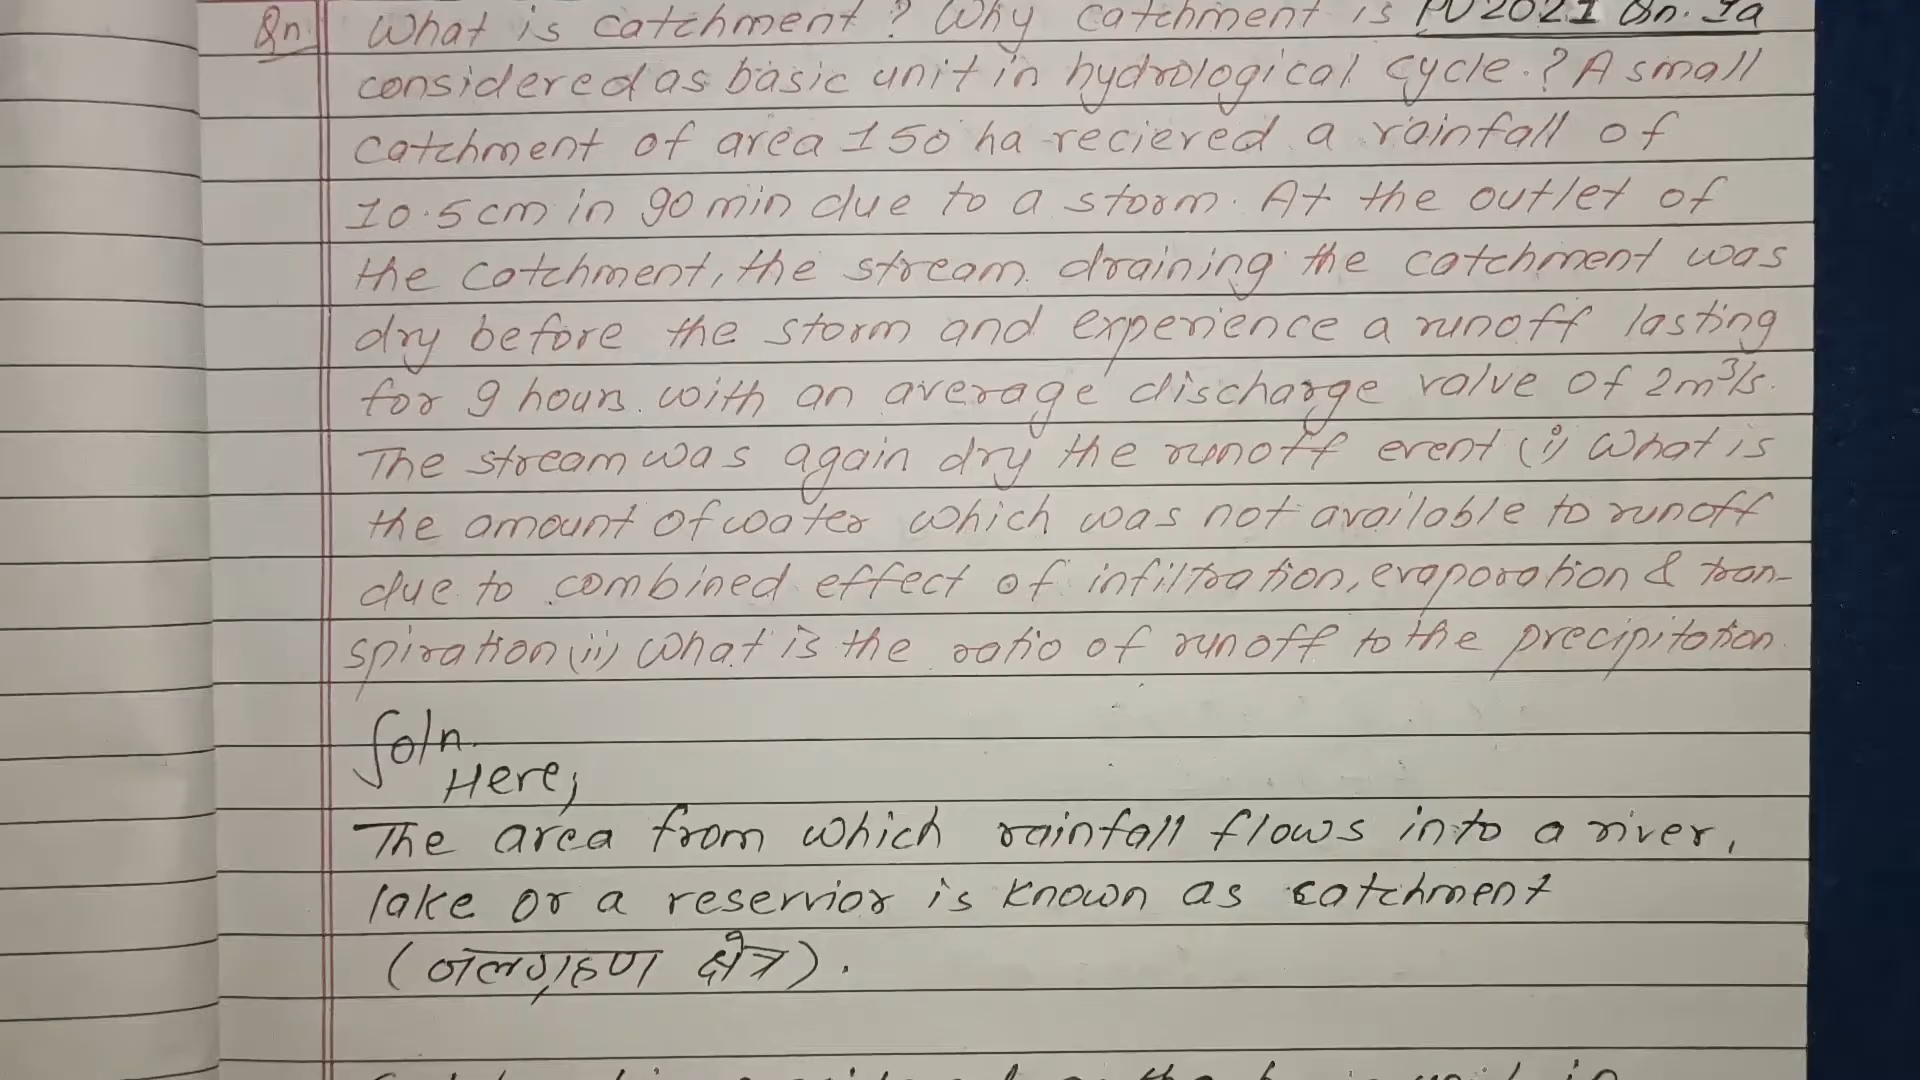 Qn. What is catchment? Why catchment is PU 2021 Qn. 1a
considered as basic unit in hydrological cycle.? A small
catchment of area 150 ha reciered a rainfall of
10.5cm in 90 min due to a storm. At the outlet of
the catchment, the stream draining the catchment was
dry before the storm and experience a runoff lasting
for 9 hours with an average discharge value of 2m³/s.
The stream was again dry the runoff event (i) What is
the amount of water which was not available to runoff
due to combined effect of infiltration, evaporation & tran-
spiration (ii) What is the ratio of runoff to the precipitation.
Soln.
Here,
The area from which rainfall flows into a river,
lake or a reservior is known as catchment
(जलग्रहण क्षेत्र).